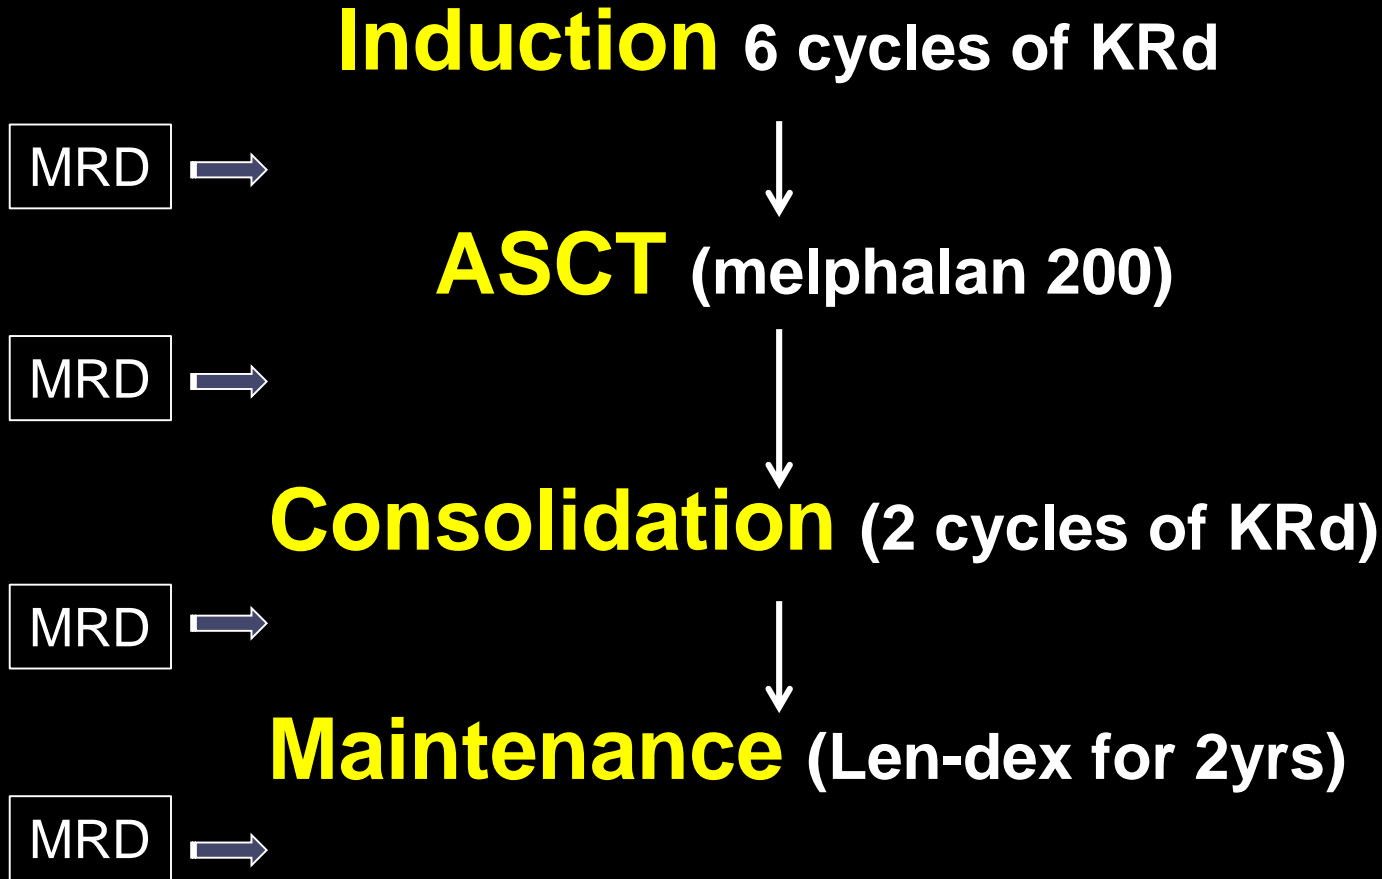 Induction 6 cycles of KRd
MRD
ASCT (melphalan 200)
MRD
Consolidation (2 cycles of KRd)
MRD
Maintenance (Len-dex for 2yrs)
MRD